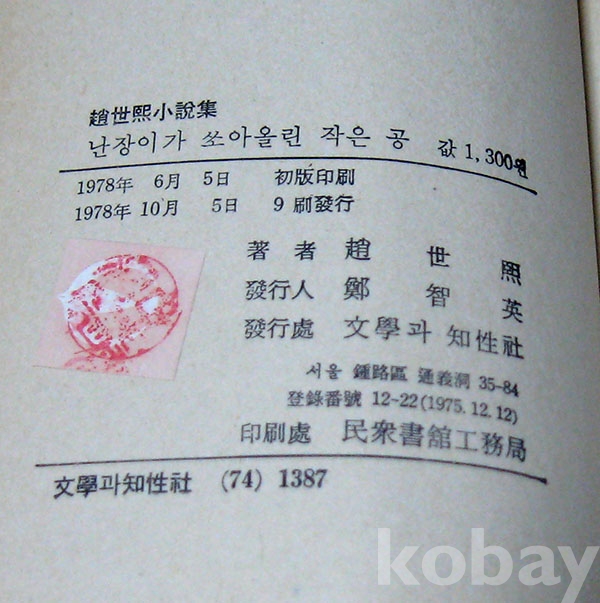 趙世熙小說集
난장이가 쏘아올린 작은 공 값 1,300원
1978年 6月 5日 初版印刷
1978年 10月 5日 9刷發行
著者 趙世熙
發行人 鄭智英
發行處 文學과 知性社
서울 鍾路區 通義洞 35-84
登錄番號 12~22(1975.12.12)
印刷處 民衆書館工務局
文學과知性社 (74) 1387
kobay